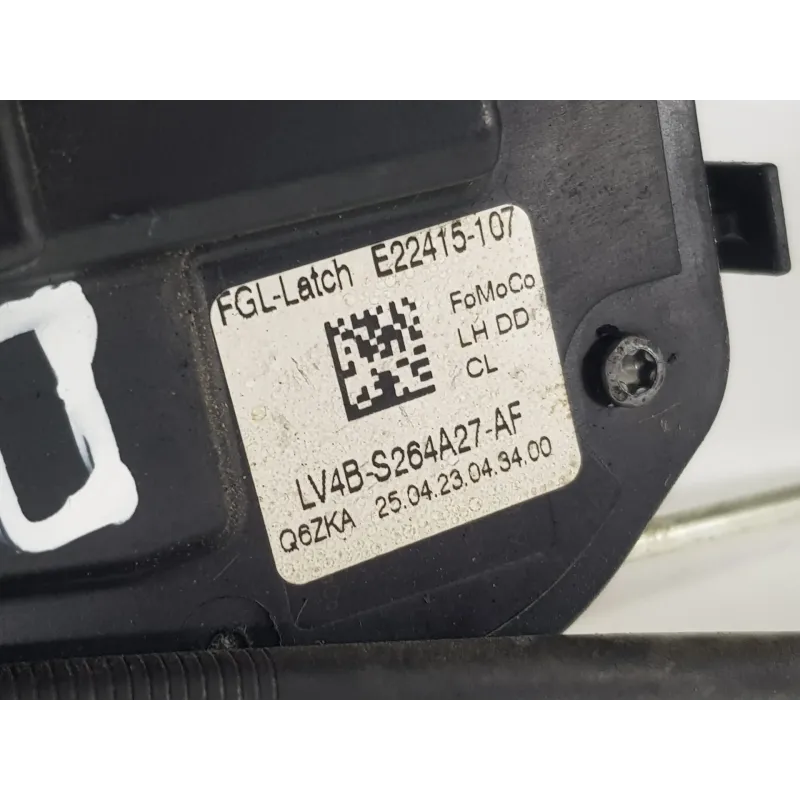 FGL-Latch E22415-107
FoMoCo
LH DD
CL
LV4B-S264A27-AF
Q6ZKA 25.04.23.04.34.00